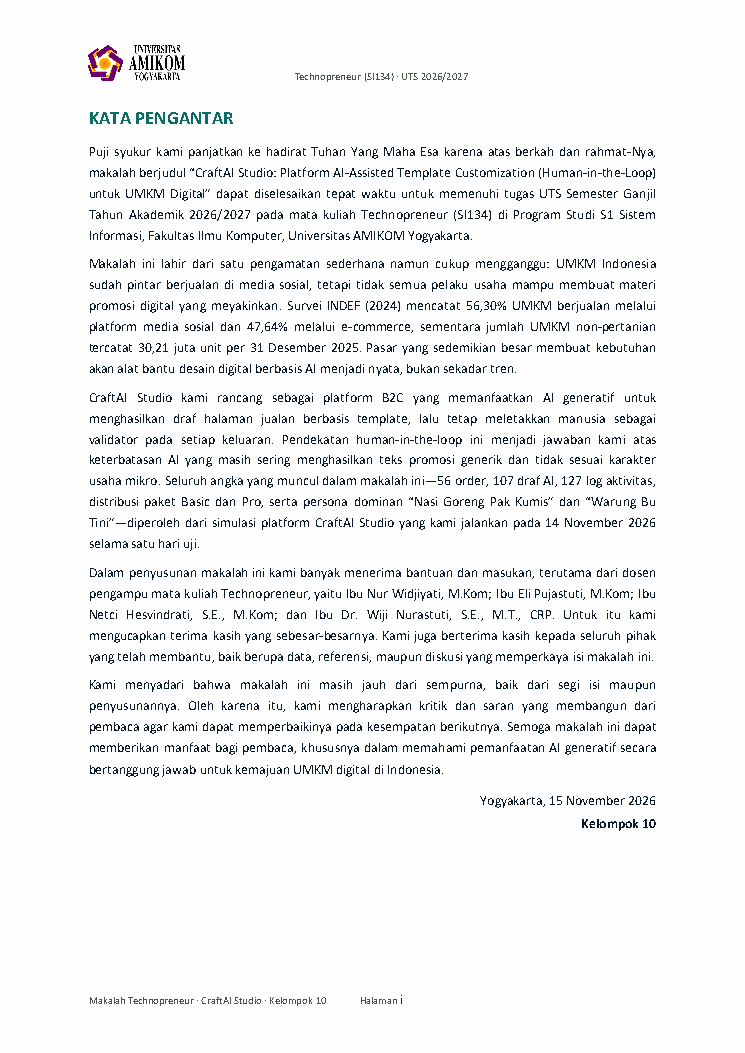 UNIVERSITAS
AMIKOM
YOGYAKARTA
Technopreneur (SI134) · UTS 2026/2027
KATA PENGANTAR
Puji syukur kami panjatkan ke hadirat Tuhan Yang Maha Esa karena atas berkah dan rahmat-Nya,
makalah berjudul “CraftAI Studio: Platform AI-Assisted Template Customization (Human-in-the-Loop)
untuk UMKM Digital” dapat diselesaikan tepat waktu untuk memenuhi tugas UTS Semester Ganjil
Tahun Akademik 2026/2027 pada mata kuliah Technopreneur (SI134) di Program Studi S1 Sistem
Informasi, Fakultas Ilmu Komputer, Universitas AMIKOM Yogyakarta.
Makalah ini lahir dari satu pengamatan sederhana namun cukup mengganggu: UMKM Indonesia
sudah pintar berjualan di media sosial, tetapi tidak semua pelaku usaha mampu membuat materi
promosi digital yang meyakinkan. Survei INDEF (2024) mencatat 56,30% UMKM berjualan melalui
platform media sosial dan 47,64% melalui e-commerce, sementara jumlah UMKM non-pertanian
tercatat 30,21 juta unit per 31 Desember 2025. Pasar yang sedemikian besar membuat kebutuhan
akan alat bantu desain digital berbasis AI menjadi nyata, bukan sekadar tren.
CraftAI Studio kami rancang sebagai platform B2C yang memanfaatkan AI generatif untuk
menghasilkan draf halaman jualan berbasis template, lalu tetap meletakkan manusia sebagai
validator pada setiap keluaran. Pendekatan human-in-the-loop ini menjadi jawaban kami atas
keterbatasan AI yang masih sering menghasilkan teks promosi generik dan tidak sesuai karakter
usaha mikro. Seluruh angka yang muncul dalam makalah ini—56 order, 107 draf AI, 127 log aktivitas,
distribusi paket Basic dan Pro, serta persona dominan “Nasi Goreng Pak Kumis” dan “Warung Bu
Tini”—diperoleh dari simulasi platform CraftAI Studio yang kami jalankan pada 14 November 2026
selama satu hari uji.
Dalam penyusunan makalah ini kami banyak menerima bantuan dan masukan, terutama dari dosen
pengampu mata kuliah Technopreneur, yaitu Ibu Nur Widjiyati, M.Kom; Ibu Eli Pujastuti, M.Kom; Ibu
Netci Hesvindrati, S.E., M.Kom; dan Ibu Dr. Wiji Nurastuti, S.E., M.T., CRP. Untuk itu kami
mengucapkan terima kasih yang sebesar-besarnya. Kami juga berterima kasih kepada seluruh pihak
yang telah membantu, baik berupa data, referensi, maupun diskusi yang memperkaya isi makalah ini.
Kami menyadari bahwa makalah ini masih jauh dari sempurna, baik dari segi isi maupun
penyusunannya. Oleh karena itu, kami mengharapkan kritik dan saran yang membangun dari
pembaca agar kami dapat memperbaikinya pada kesempatan berikutnya. Semoga makalah ini dapat
memberikan manfaat bagi pembaca, khususnya dalam memahami pemanfaatan AI generatif secara
bertanggung jawab untuk kemajuan UMKM digital di Indonesia.
Yogyakarta, 15 November 2026
Kelompok 10
Makalah Technopreneur · CraftAI Studio · Kelompok 10 Halaman i